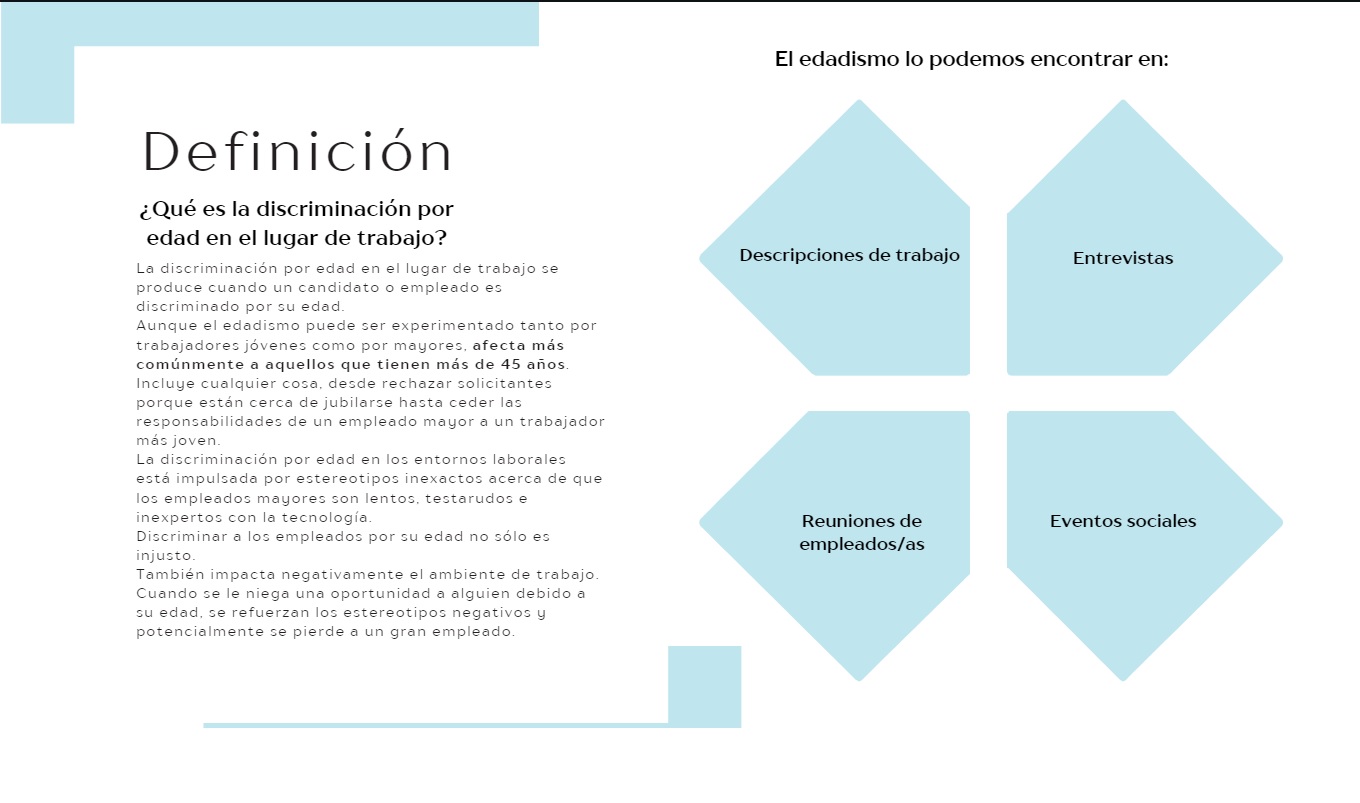 Definición
¿Qué es la discriminación por
edad en el lugar de trabajo?
La discriminación por edad en el lugar de trabajo se
produce cuando un candidato o empleado es
discriminado por su edad.
Aunque el edadismo puede ser experimentado tanto por
trabajadores jóvenes como por mayores, afecta más
comúnmente a aquellos que tienen más de 45 años.
Incluye cualquier cosa, desde rechazar solicitantes
porque están cerca de jubilarse hasta ceder las
responsabilidades de un empleado mayor a un trabajador
más joven.
La discriminación por edad en los entornos laborales
está impulsada por estereotipos inexactos acerca de que
los empleados mayores son lentos, testarudos e
inexpertos con la tecnología.
Discriminar a los empleados por su edad no sólo es
injusto.
También impacta negativamente el ambiente de trabajo.
Cuando se le niega una oportunidad a alguien debido a
su edad, se refuerzan los estereotipos negativos y
potencialmente se pierde a un gran empleado.
El edadismo lo podemos encontrar en:
Descripciones de trabajo
Entrevistas
Reuniones de
empleados/as
Eventos sociales